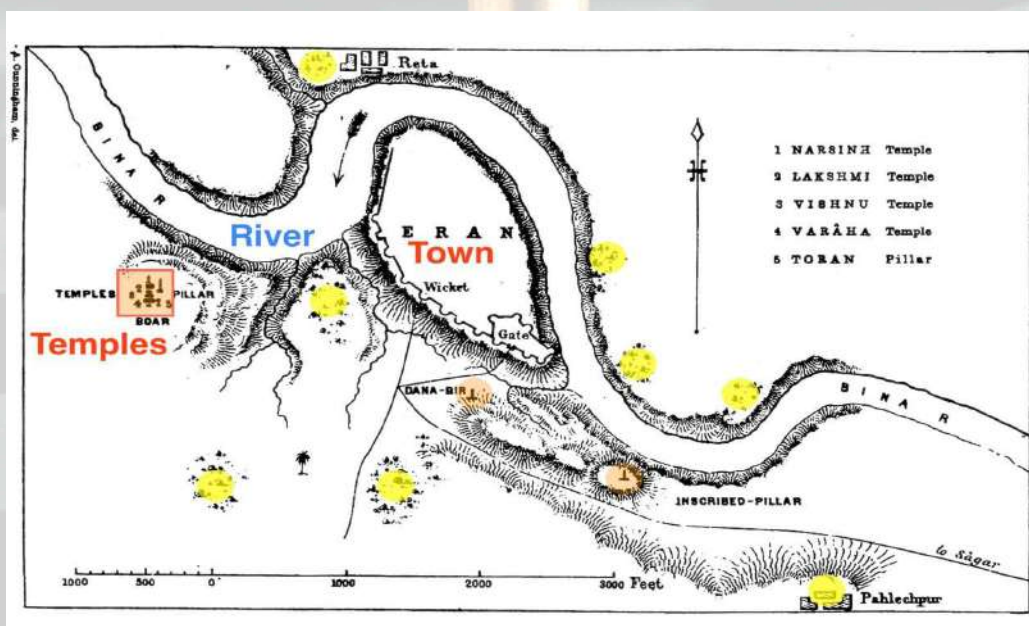 A. Cunningham, del.
Reta
BINA R
1 NARSINH Temple
2 LAKSHMI Temple
3 VISHNU Temple
4 VARÂHA Temple
5 TORAN Pillar
River
ERAN
Town
Wicket
Gate
TEMPLES
PILLAR
BOAR
Temples
DANA-BIR
BINA R
INSCRIBED-PILLAR
to Sâgar
1000 500 0 1000 2000 3000 Feet
Pahlechpur